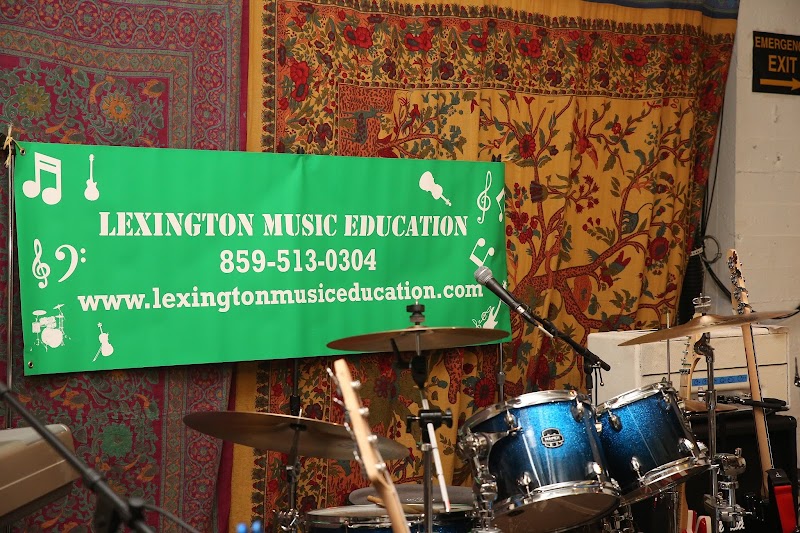 EMERGENCY
EXIT
LEXINGTON MUSIC EDUCATION
859-513-0304
www.lexingtonmusiceducation.com